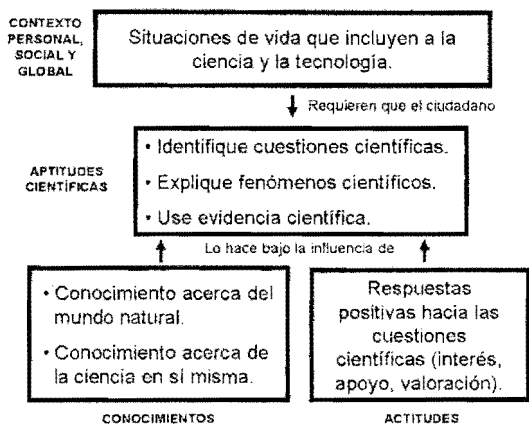 CONTEXTO
PERSONAL,
SOCIAL Y
GLOBAL
Situaciones de vida que incluyen a la
ciencia y la tecnología.
Requieren que el ciudadano
APTITUDES
CIENTÍFICAS
• Identifique cuestiones científicas.
• Explique fenómenos científicos.
• Use evidencia científica.
Lo hace bajo la influencia de
• Conocimiento acerca del
mundo natural.
• Conocimiento acerca de
la ciencia en sí misma.
CONOCIMIENTOS
Respuestas
positivas hacia las
cuestiones
científicas (interés,
apoyo, valoración).
ACTITUDES